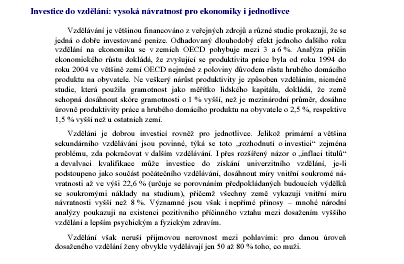 Investice do vzdělání: vysoká návratnost pro ekonomiky i jednotlivce
Vzdělávání je většinou financováno z veřejných zdrojů a různé studie prokazují, že se
jedná o dobře investované peníze. Odhadovaný dlouhodobý efekt jednoho dalšího roku
vzdělání na ekonomiku se v zemích OECD pohybuje mezi 3 a 6 %. Analýza příčin
ekonomického růstu dokládá, že zvyšující se produktivita práce byla od roku 1994 do
roku 2004 ve většině zemí OECD nejméně z poloviny důvodem růstu hrubého domácího
produktu na obyvatele. Ne veškerý nárůst produktivity je způsoben vzděláním, nicméně
studie, která použila gramotnost jako měřítko lidského kapitálu, dokládá, že země
schopná dosáhnout skóre gramotnosti o 1 % vyšší, než je mezinárodní průměr, dosáhne
úrovně produktivity práce a hrubého domácího produktu na obyvatele o 2,5 %, respektive
1,5 % vyšší než u ostatních zemí.
Vzdělání je dobrou investicí rovněž pro jednotlivce. Jelikož primární a většina
sekundárního vzdělávání jsou povinné, týká se toto „rozhodnutí o investici“ zejména
problému, zda pokračovat v dalším vzdělávání. I přes rozšířený názor o „inflaci titulů“
a devalvaci kvalifikace může investice do získání univerzitního vzdělání, je-li
podstoupeno jako součást počátečního vzdělávání, dosáhnout míry vnitřní soukromé ná-
vratnosti až ve výši 22,6 % (určuje se porovnáním předpokládaných budoucích výdělků
se soukromými náklady na studium), přičemž všechny země vykazují vnitřní míru
návratnosti vyšší než 8 %. Významné jsou však i nepřímé přínosy – mnohé národní
analýzy poukazují na existenci pozitivního příčinného vztahu mezi dosažením vyššího
vzdělání a lepším psychickým a fyzickým zdravím.
Vzdělání však neruší příjmovou nerovnost mezi pohlavími: pro danou úroveň
dosaženého vzdělání ženy obvykle vydělávají jen 50 až 80 % toho, co muži.